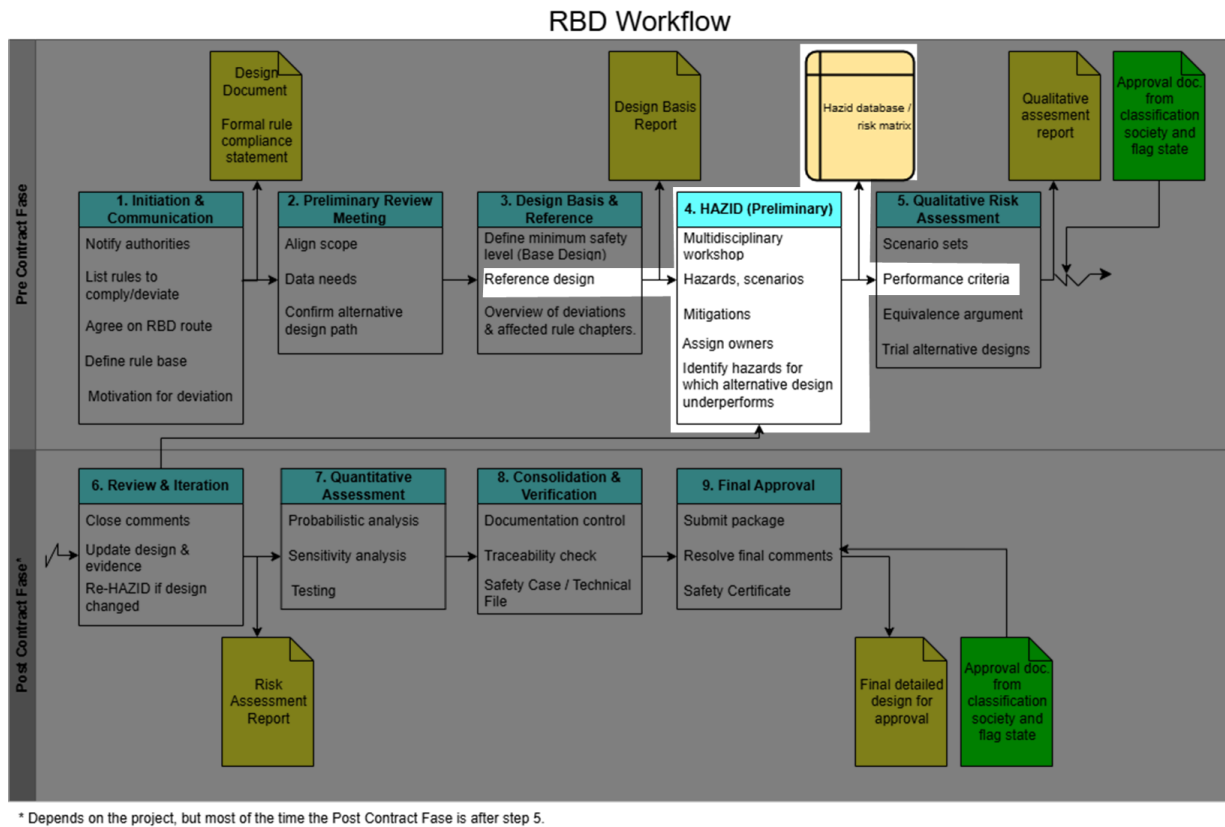 RBD Workflow
Pre Contract Fase
Design
Document
Formal rule
compliance
statement
Design Basis
Report
Hazid database /
risk matrix
Qualitative
assesment
report
Approval doc.
from
classification
society and
flag state
1. Initiation &
Communication
Notify authorities
List rules to
comply/deviate
Agree on RBD route
Define rule base
Motivation for deviation
2. Preliminary Review
Meeting
Align scope
Data needs
Confirm alternative
design path
3. Design Basis &
Reference
Define minimum safety
level (Base Design)
Reference design
Overview of deviations
& affected rule chapters.
4. HAZID (Preliminary)
Multidisciplinary
workshop
Hazards, scenarios
Mitigations
Assign owners
Identify hazards for
which alternative design
underperforms
5. Qualitative Risk
Assessment
Scenario sets
Performance criteria
Equivalence argument
Trial alternative designs
Post Contract Fase*
6. Review & Iteration
Close comments
Update design &
evidence
Re-HAZID if design
changed
7. Quantitative
Assessment
Probabilistic analysis
Sensitivity analysis
Testing
8. Consolidation &
Verification
Documentation control
Traceability check
Safety Case / Technical
File
9. Final Approval
Submit package
Resolve final comments
Safety Certificate
Risk
Assessment
Report
Final detailed
design for
approval
Approval doc.
from
classification
society and
flag state
* Depends on the project, but most of the time the Post Contract Fase is after step 5.